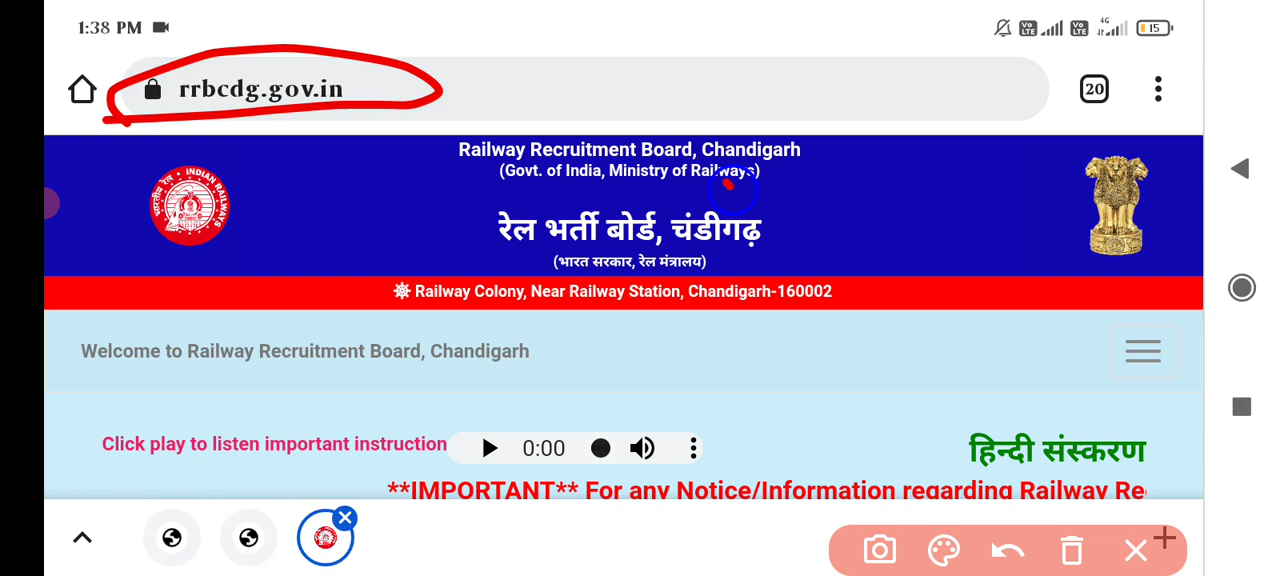 1:38 PM
15
rrbcdg.gov.in
20
Railway Recruitment Board, Chandigarh
(Govt. of India, Ministry of Railways)
रेल भर्ती बोर्ड, चंडीगढ़
(भारत सरकार, रेल मंत्रालय)
Railway Colony, Near Railway Station, Chandigarh-160002
Welcome to Railway Recruitment Board, Chandigarh
Click play to listen important instruction 0:00
हिन्दी संस्करण
**IMPORTANT** For any Notice/Information regarding Railway Re